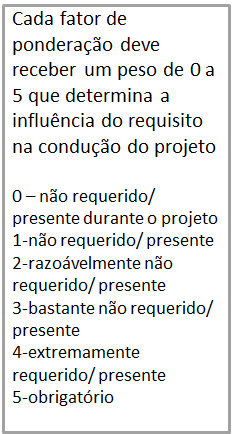 Cada fator de
ponderação deve
receber um peso de 0 a
5 que determina a
influência do requisito
na condução do projeto
0 – não requerido/
presente durante o projeto
1-não requerido/ presente
2-razoávelmente não
requerido/ presente
3-bastante não requerido/
presente
4-extremamente
requerido/ presente
5-obrigatório